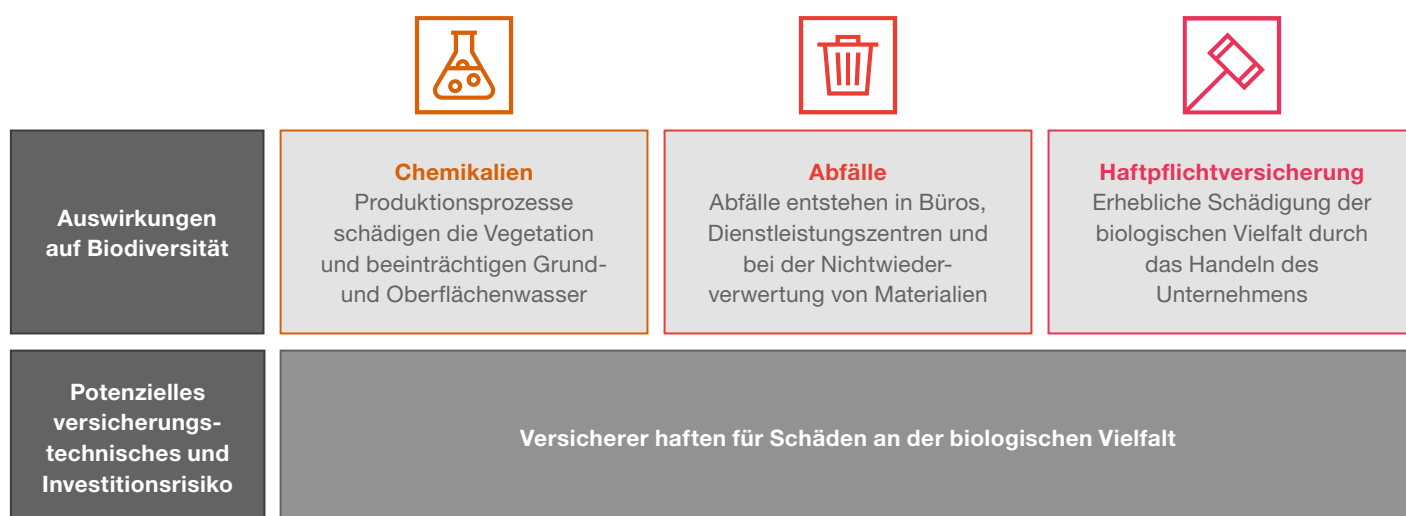 Auswirkungen
auf Biodiversität
Chemikalien
Produktionsprozesse
schädigen die Vegetation
und beeinträchtigen Grund-
und Oberflächenwasser
Abfälle
Abfälle entstehen in Büros,
Dienstleistungszentren und
bei der Nichtwieder-
verwertung von Materialien
Haftpflichtversicherung
Erhebliche Schädigung der
biologischen Vielfalt durch
das Handeln des
Unternehmens
Potenzielles
versicherungs-
technisches und
Investitionsrisiko
Versicherer haften für Schäden an der biologischen Vielfalt